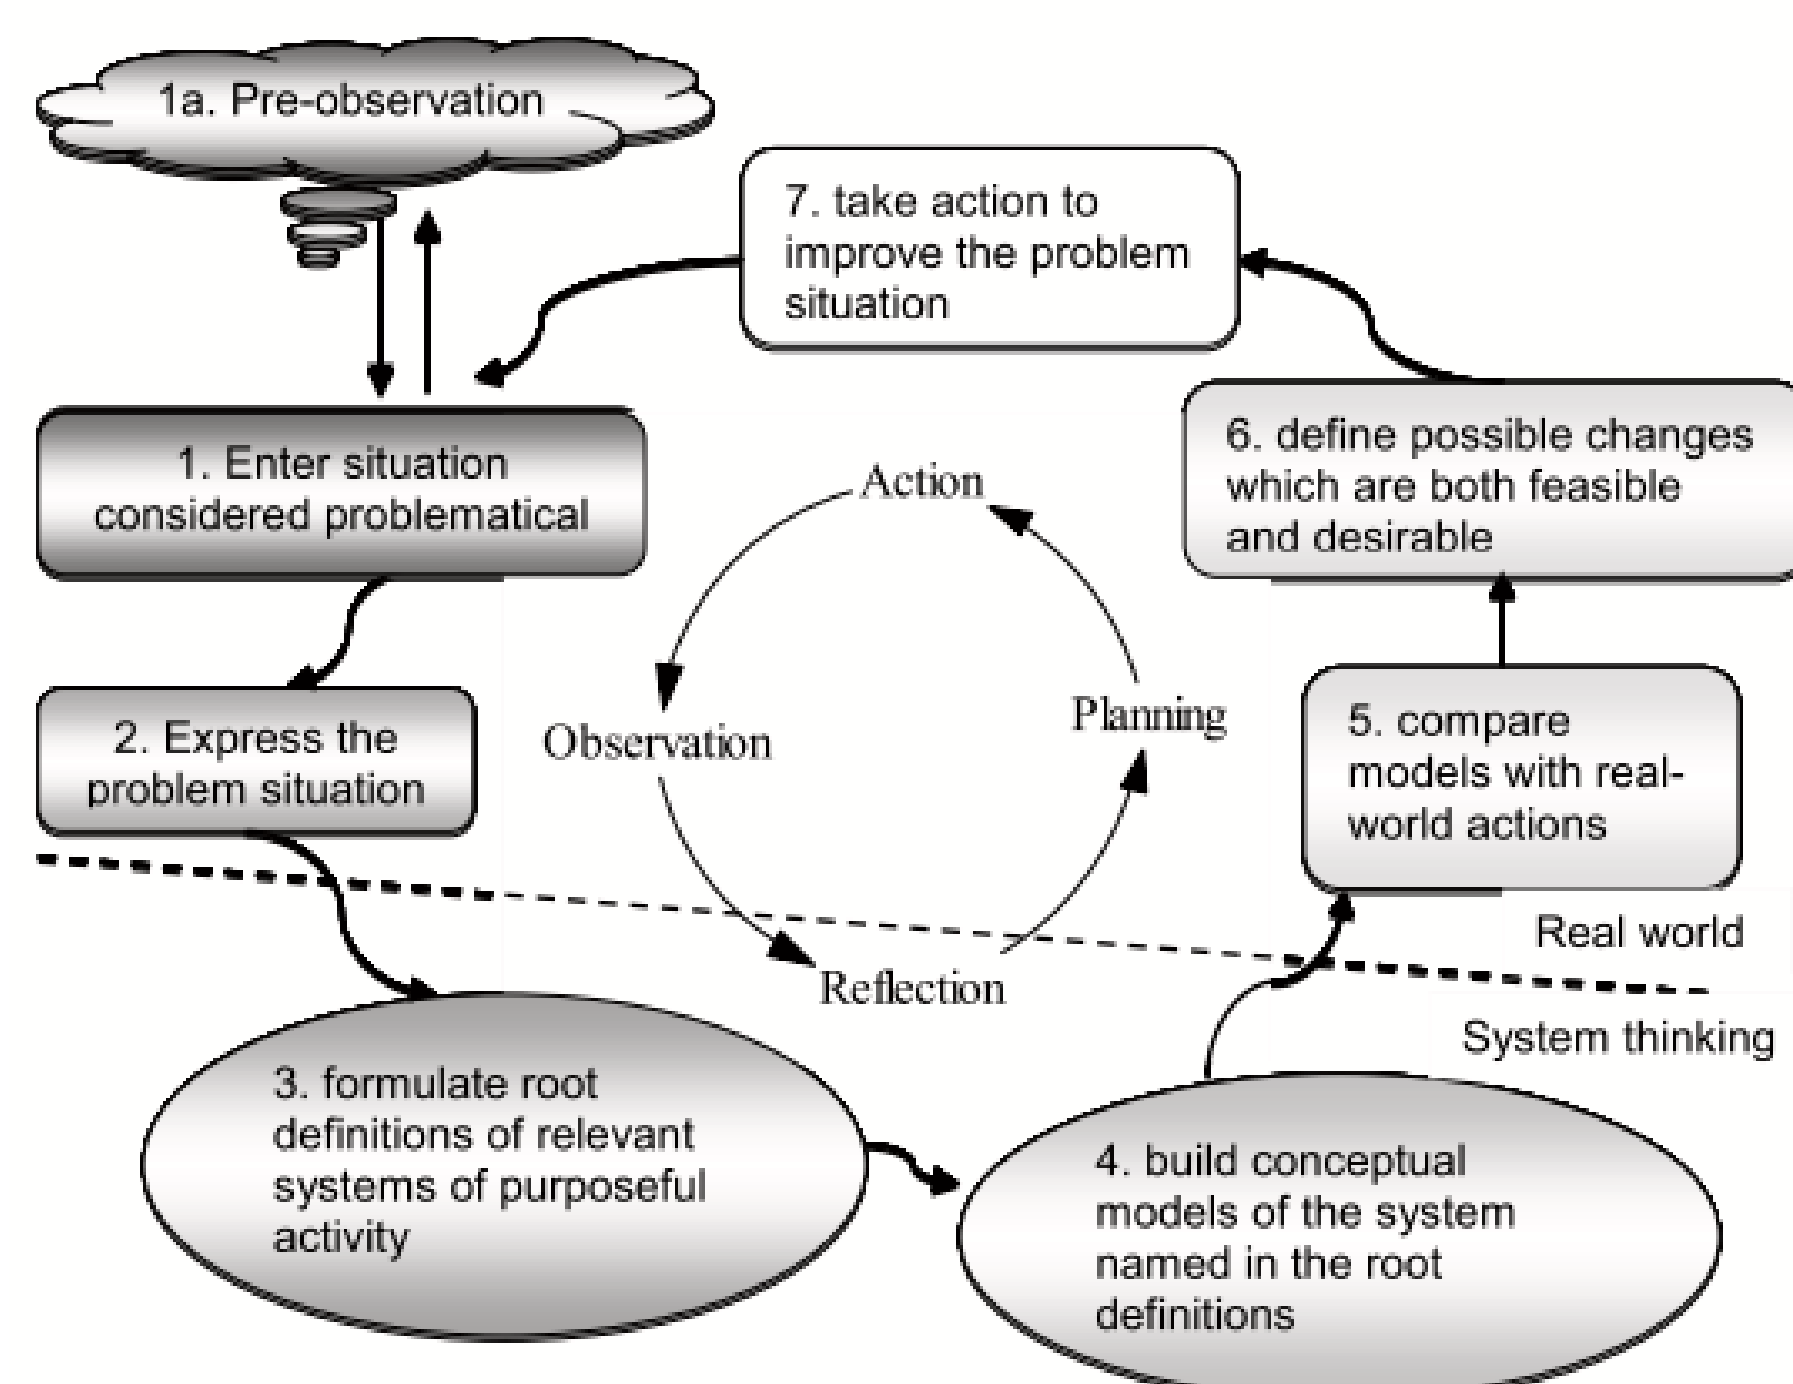 1a. Pre-observation
7. take action to
improve the problem
situation
1. Enter situation
considered problematical
6. define possible changes
which are both feasible
and desirable
Action
2. Express the
problem situation
Observation
Planning
5. compare
models with real-
world actions
Real world
Reflection
System thinking
3. formulate root
definitions of relevant
systems of purposeful
activity
4. build conceptual
models of the system
named in the root
definitions